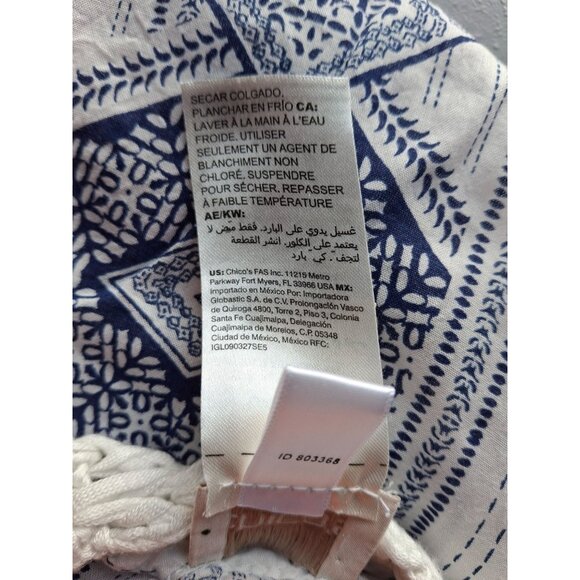 SECAR COLGADO.
PLANCHAR EN FRÍO CA:
LAVER À LA MAIN À L'EAU
FROIDE. UTILISER
SEULEMENT UN AGENT DE
BLANCHIMENT NON
CHLORÉ. SUSPENDRE
POUR SÉCHER. REPASSER
À FAIBLE TEMPÉRATURE
AE/KW:
غسيل يدوي على البارد. فقط مبيّض لا
يعتمد على الكلور. انشر القطعة
لتجف. كيّ بارد
US: Chico's FAS Inc. 11215 Metro
Parkway Fort Myers, FL 33966 USA MX:
Importado en México Por: Importadora
Globastic S.A. de C.V. Prolongación Vasco
de Quiroga 4800, Torre 2, Piso 3, Colonia
Santa Fe Cuajimalpa, Delegación
Cuajimalpa de Morelos, C.P. 05348
Ciudad de México, México RFC:
IGL090327SE5
ID 803368